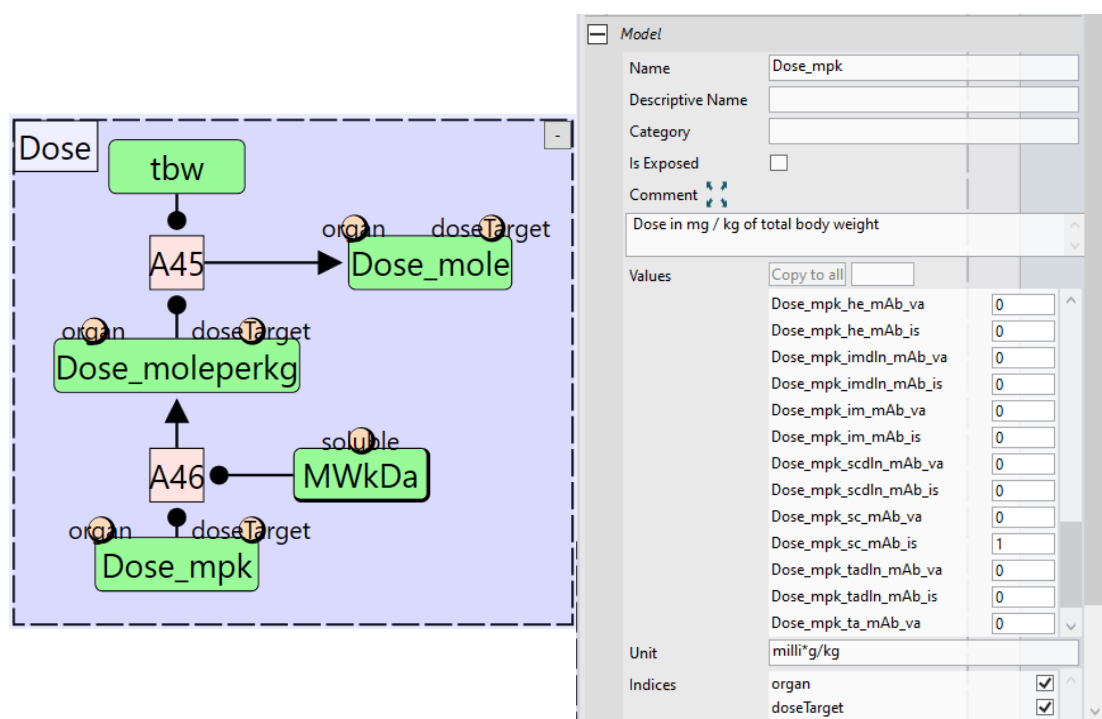 Dose
-
tbw
A45
organ doseTarget
Dose_mole
organ doseTarget
Dose_moleperkg
A46
soluble
MWkDa
organ doseTarget
Dose_mpk
Model
Name Dose_mpk
Descriptive Name
Category
Is Exposed
Comment
Dose in mg / kg of total body weight
Values Copy to all
Dose_mpk_he_mAb_va 0
Dose_mpk_he_mAb_is 0
Dose_mpk_imdln_mAb_va 0
Dose_mpk_imdln_mAb_is 0
Dose_mpk_im_mAb_va 0
Dose_mpk_im_mAb_is 0
Dose_mpk_scdln_mAb_va 0
Dose_mpk_scdln_mAb_is 0
Dose_mpk_sc_mAb_va 0
Dose_mpk_sc_mAb_is 1
Dose_mpk_tadln_mAb_va 0
Dose_mpk_tadln_mAb_is 0
Dose_mpk_ta_mAb_va 0
Unit milli*g/kg
Indices organ
doseTarget